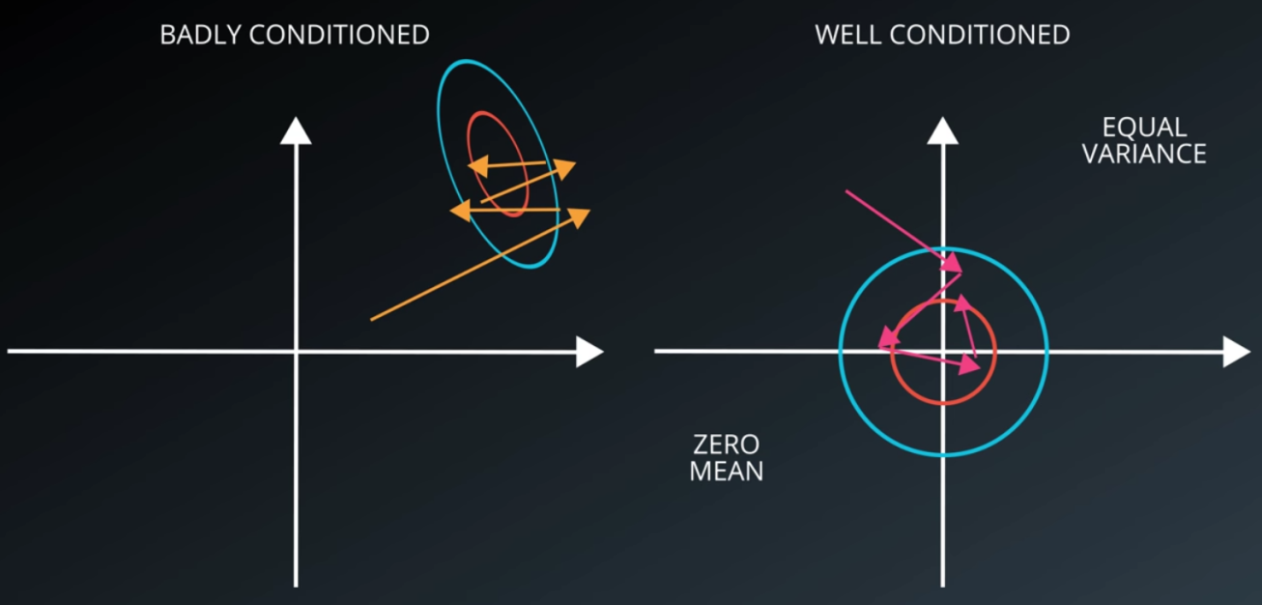 BADLY CONDITIONED
WELL CONDITIONED
EQUAL
VARIANCE
ZERO
MEAN